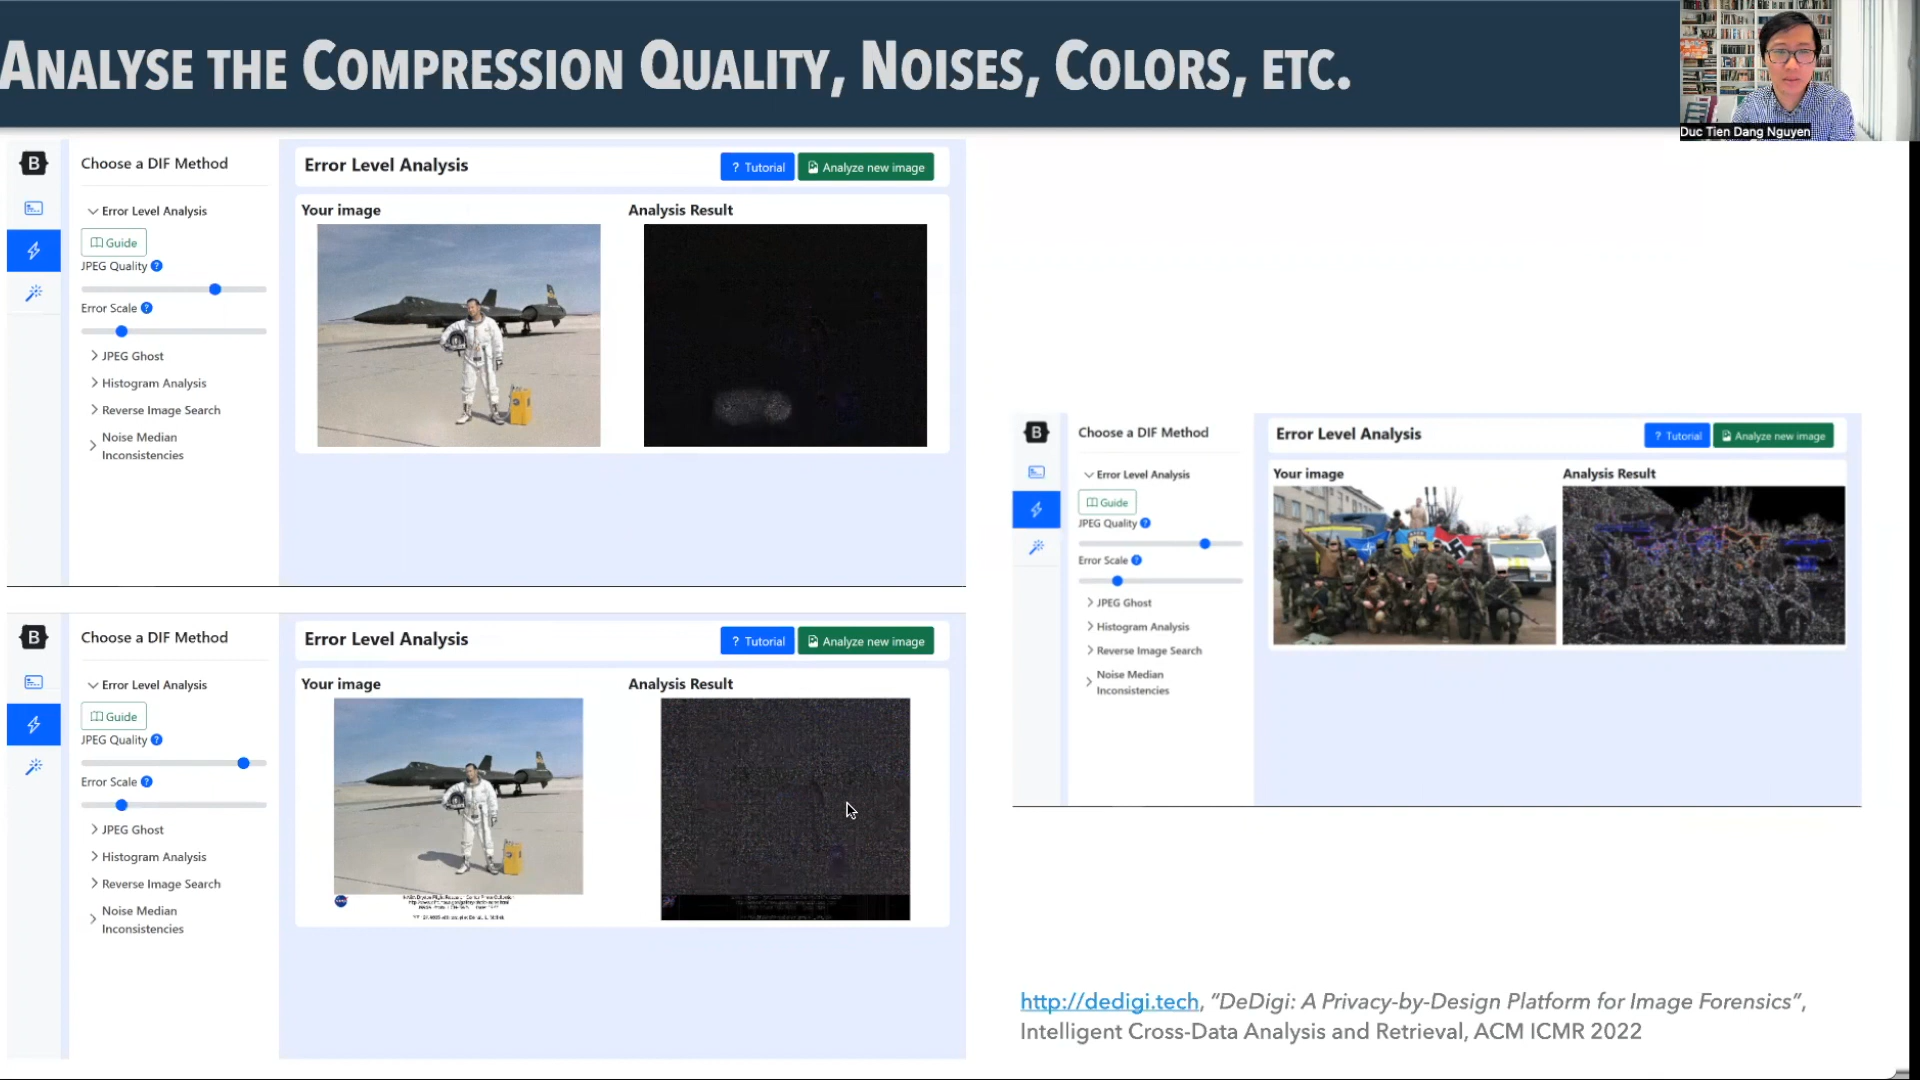 ANALYSE THE COMPRESSION QUALITY, NOISES, COLORS, ETC.
Duc Tien Dang Nguyen
B
Choose a DIF Method
Error Level Analysis
Guide
JPEG Quality ?
Error Scale ?
JPEG Ghost
Histogram Analysis
Reverse Image Search
Noise Median
Inconsistencies
Error Level Analysis
? Tutorial
Analyze new image
Your image
Analysis Result
B
Choose a DIF Method
Error Level Analysis
Guide
JPEG Quality ?
Error Scale ?
JPEG Ghost
Histogram Analysis
Reverse Image Search
Noise Median
Inconsistencies
Error Level Analysis
? Tutorial
Analyze new image
Your image
Analysis Result
B
Choose a DIF Method
Error Level Analysis
Guide
JPEG Quality ?
Error Scale ?
JPEG Ghost
Histogram Analysis
Reverse Image Search
Noise Median
Inconsistencies
Error Level Analysis
? Tutorial
Analyze new image
Your image
Analysis Result
http://dedigi.tech, "DeDigi: A Privacy-by-Design Platform for Image Forensics",
Intelligent Cross-Data Analysis and Retrieval, ACM ICMR 2022